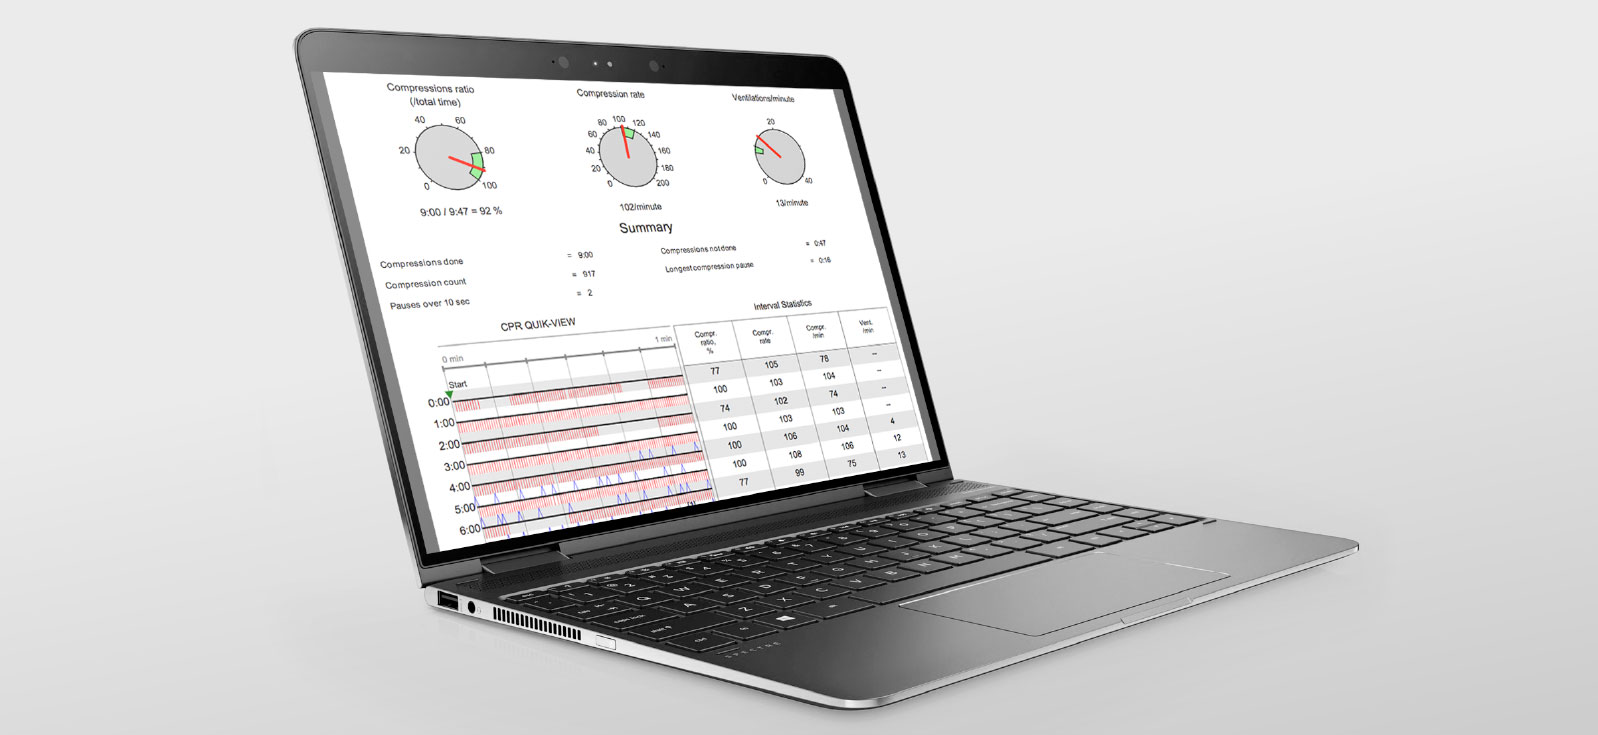 Compressions ratio
(/total time)
0 20 40 60 80 100
9:00 / 9:47 = 92 %
Compression rate
0 20 40 60 80 100 120 140 160 180 200
102/minute
Ventilations/minute
0 20 40
13/minute
Summary
Compressions done = 9:00
Compression count = 917
Pauses over 10 sec = 2
Compressions not done = 0:47
Longest compression pause = 0:18
CPR QUIK-VIEW
0 min 1 min
Start
0:00
1:00
2:00
3:00
4:00
5:00
6:00
Interval Statistics
Compr. ratio, % Compr. rate Compr. /min Vent. /min
77 105 78 --
100 103 104 --
74 102 74 --
100 103 103 --
100 106 104 4
100 108 106 12
77 99 75 13
SPECTRE